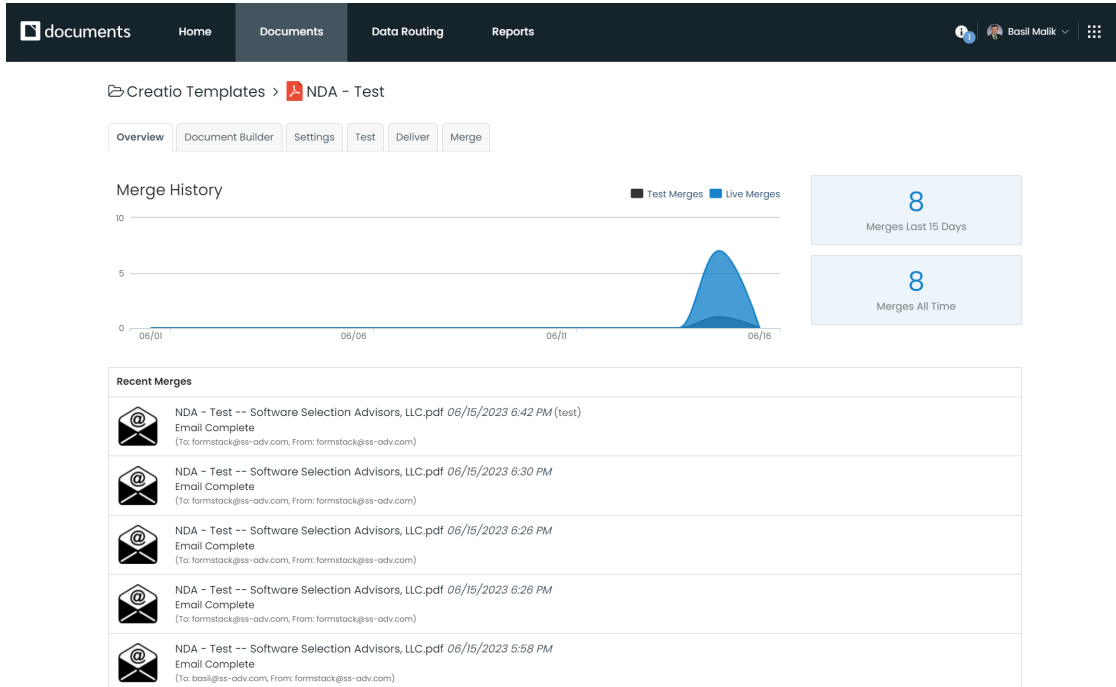 documents Home Documents Data Routing Reports 1 Basil Malik
Creatio Templates > NDA - Test
Overview Document Builder Settings Test Deliver Merge
Merge History
Test Merges Live Merges
10
5
0
06/01 06/06 06/11 06/16
8
Merges Last 15 Days
8
Merges All Time
Recent Merges
NDA - Test -- Software Selection Advisors, LLC.pdf 06/15/2023 6:42 PM (test)
Email Complete
(To: formstack@ss-adv.com, From: formstack@ss-adv.com)
NDA - Test -- Software Selection Advisors, LLC.pdf 06/15/2023 6:30 PM
Email Complete
(To: formstack@ss-adv.com, From: formstack@ss-adv.com)
NDA - Test -- Software Selection Advisors, LLC.pdf 06/15/2023 6:26 PM
Email Complete
(To: formstack@ss-adv.com, From: formstack@ss-adv.com)
NDA - Test -- Software Selection Advisors, LLC.pdf 06/15/2023 6:26 PM
Email Complete
(To: formstack@ss-adv.com, From: formstack@ss-adv.com)
NDA - Test -- Software Selection Advisors, LLC.pdf 06/15/2023 5:58 PM
Email Complete
(To: basil@ss-adv.com, From: formstack@ss-adv.com)